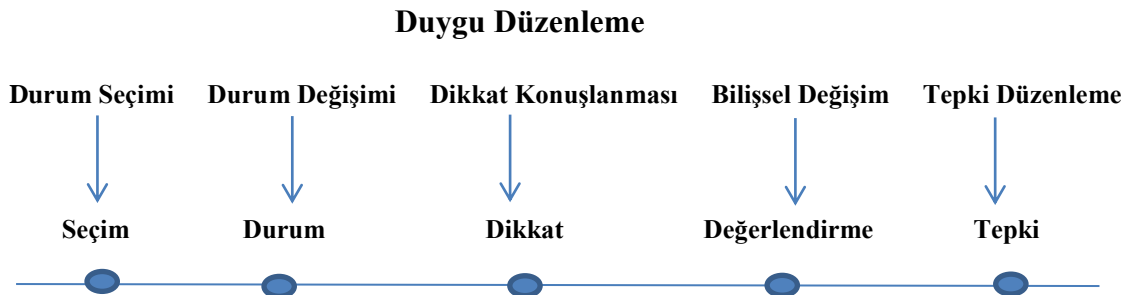 Duygu Düzenleme
Durum Seçimi Durum Değişimi Dikkat Konuşlanması Bilişsel Değişim Tepki Düzenleme
Seçim Durum Dikkat Değerlendirme Tepki